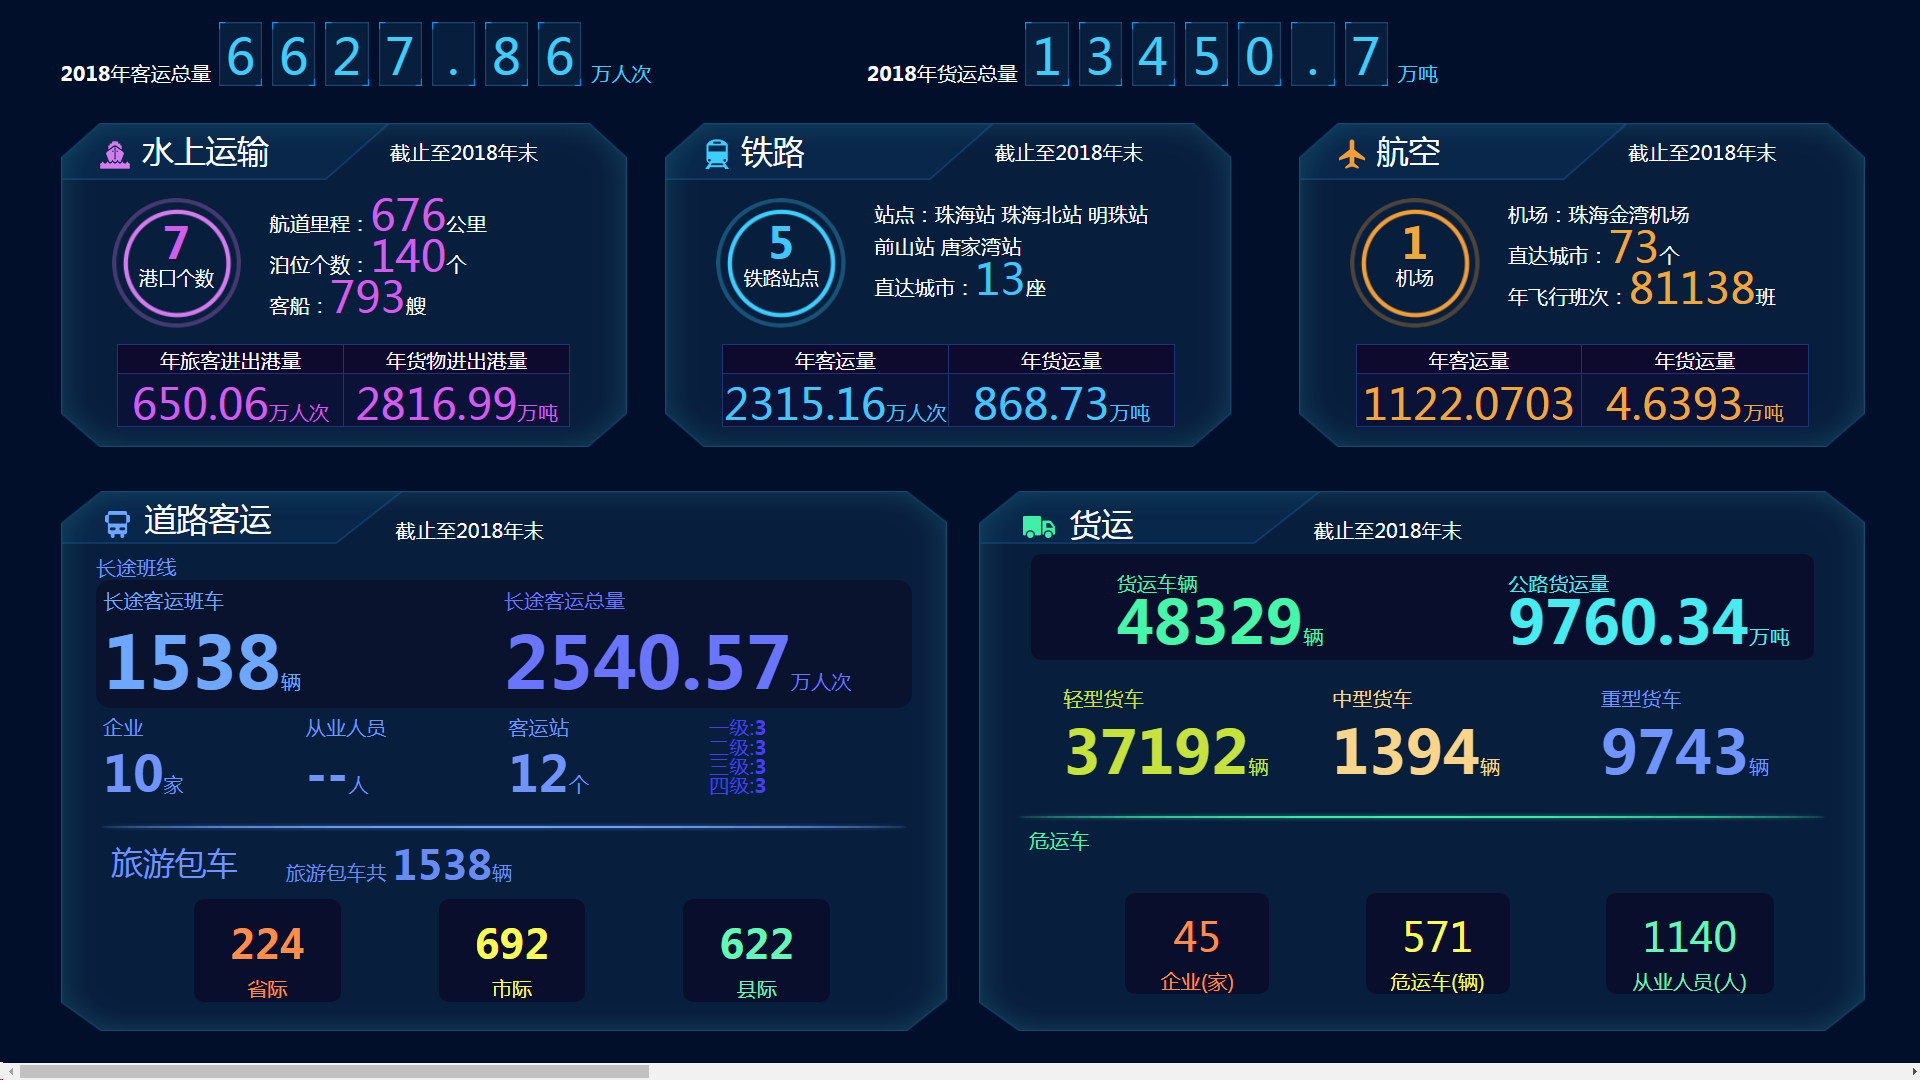 2018年客运总量 6627.86 万人次
2018年货运总量 13450.7 万吨
水上运输
截止至2018年末
7
港口个数
航道里程：676公里
泊位个数：140个
客船：793艘
年旅客进出港量 年货物进出港量
650.06万人次 2816.99万吨
铁路
截止至2018年末
5
铁路站点
站点：珠海站 珠海北站 明珠站
前山站 唐家湾站
直达城市：13座
年客运量 年货运量
2315.16万人次 868.73万吨
航空
截止至2018年末
1
机场
机场：珠海金湾机场
直达城市：73个
年飞行班次：81138班
年客运量 年货运量
1122.0703 4.6393万吨
道路客运
截止至2018年末
长途班线
长途客运班车 长途客运总量
1538辆 2540.57万人次
企业 从业人员 客运站
10家 --人 12个
一级:3
二级:3
三级:3
四级:3
旅游包车 旅游包车共 1538辆
224 692 622
省际 市际 县际
货运
截止至2018年末
货运车辆 公路货运量
48329辆 9760.34万吨
轻型货车 中型货车 重型货车
37192辆 1394辆 9743辆
危运车
45 571 1140
企业(家) 危运车(辆) 从业人员(人)